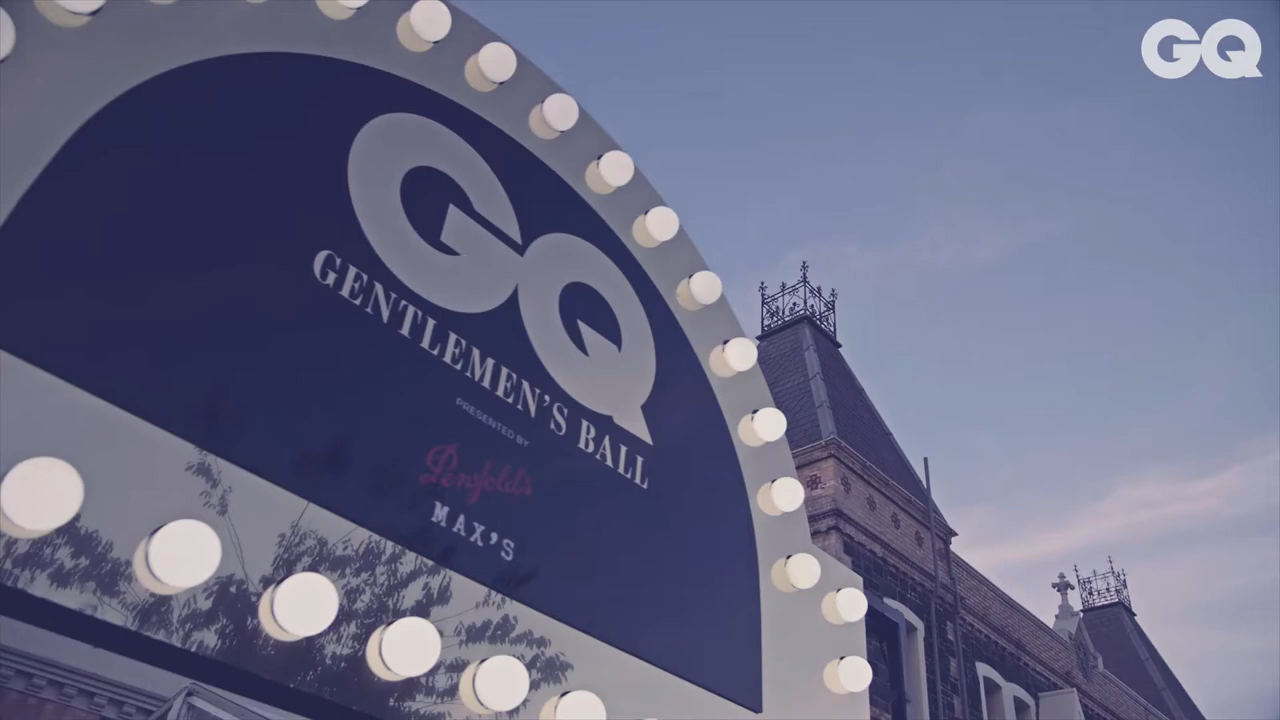 GQ
GQ
GENTLEMEN'S BALL
PRESENTED BY
Penfolds
MAX'S